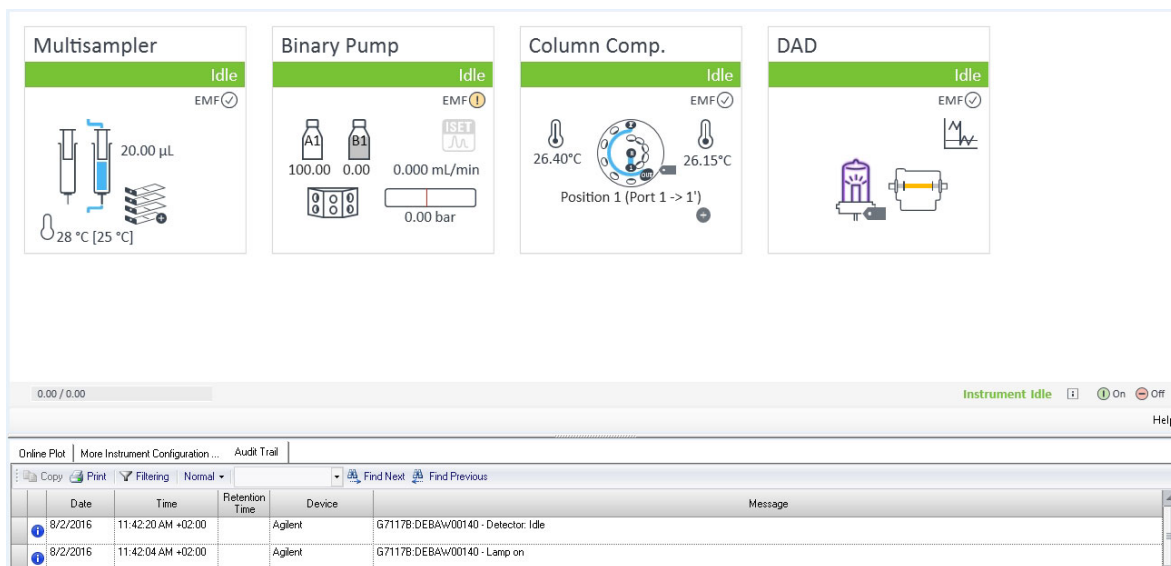 Multisampler
Idle
EMF
20.00 µL
28 °C [25 °C]
Binary Pump
Idle
EMF
ISET
A1 B1
100.00 0.00 0.000 mL/min
0.00 bar
Column Comp.
Idle
EMF
26.40°C 26.15°C
OUT
Position 1 (Port 1 -> 1')
DAD
Idle
EMF
0.00 / 0.00
Instrument Idle On Off
Help
Online Plot More Instrument Configuration ... Audit Trail
Copy Print Filtering Normal Find Next Find Previous
Date Time Retention Time Device Message
8/2/2016 11:42:20 AM +02:00 Agilent G7117B:DEBAW00140 - Detector: Idle
8/2/2016 11:42:04 AM +02:00 Agilent G7117B:DEBAW00140 - Lamp on